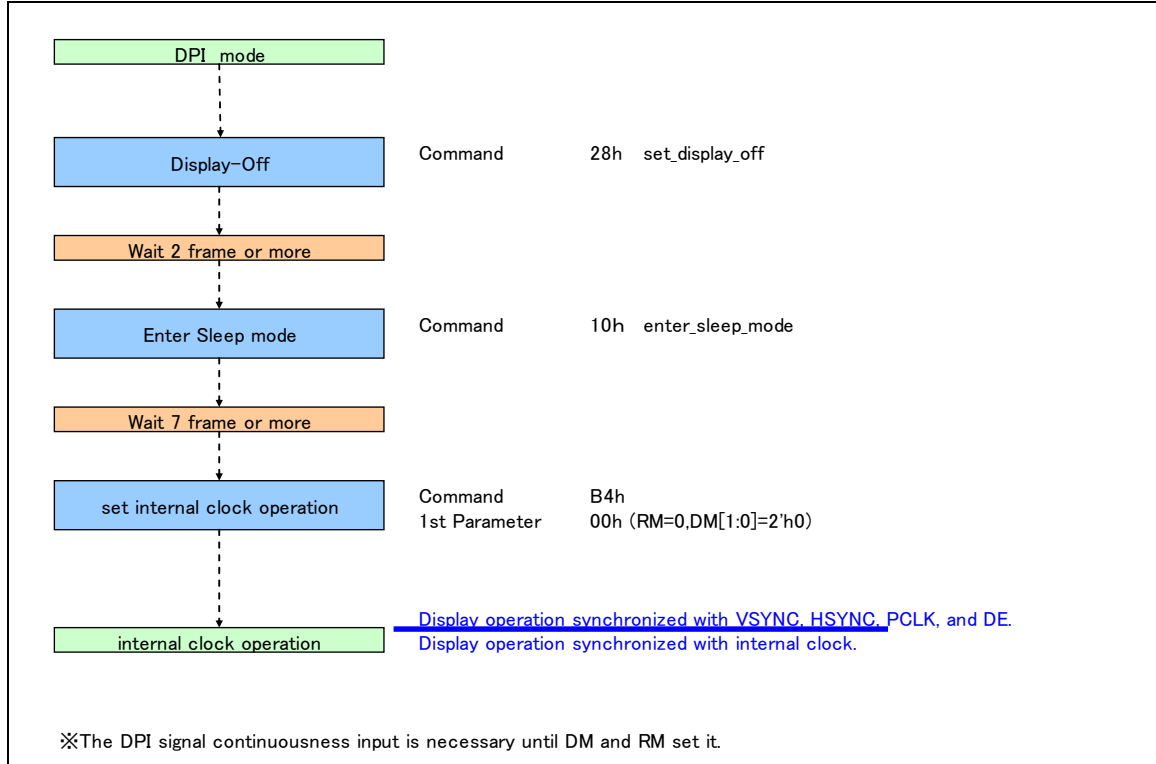 DPI mode
Display-Off Command 28h set_display_off
Wait 2 frame or more
Enter Sleep mode Command 10h enter_sleep_mode
Wait 7 frame or more
set internal clock operation Command B4h
1st Parameter 00h (RM=0,DM[1:0]=2'h0)
Display operation synchronized with VSYNC, HSYNC, PCLK, and DE.
internal clock operation Display operation synchronized with internal clock.
※The DPI signal continuousness input is necessary until DM and RM set it.